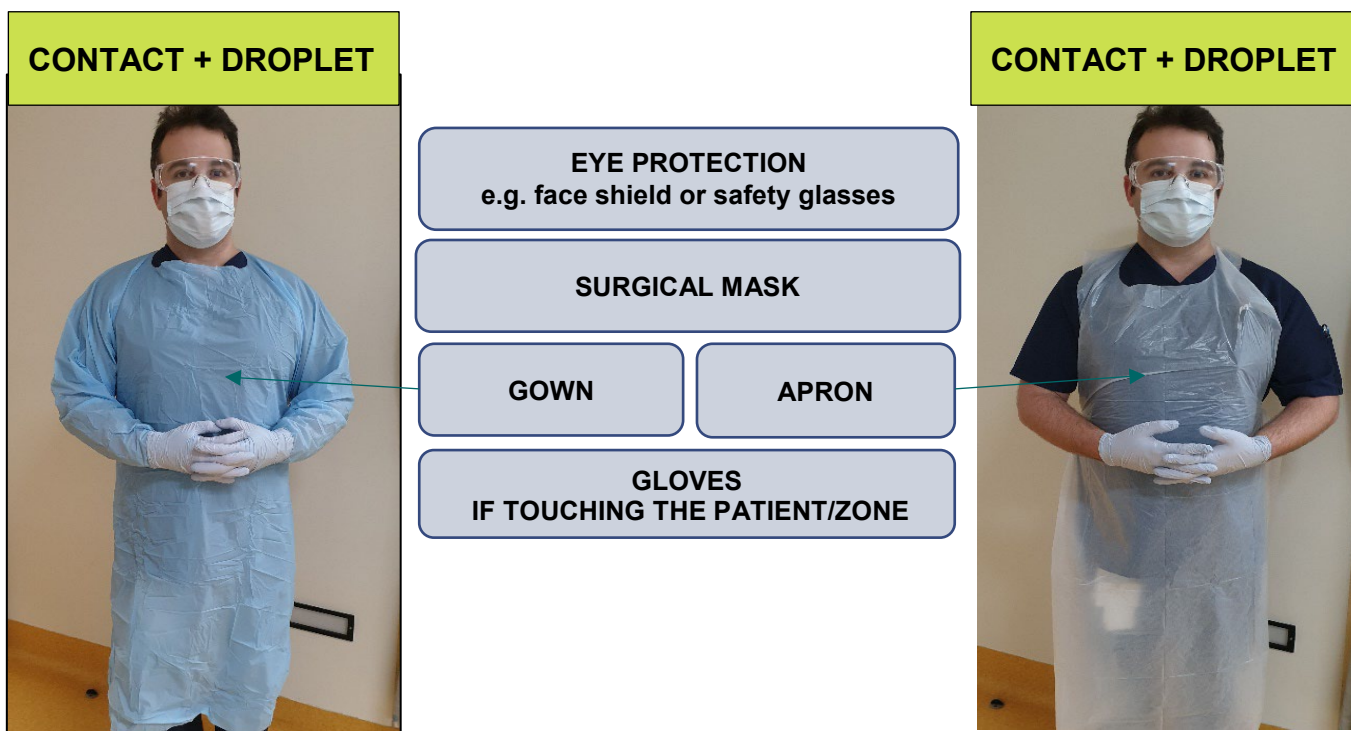 CONTACT + DROPLET
CONTACT + DROPLET
EYE PROTECTION
e.g. face shield or safety glasses
SURGICAL MASK
GOWN
APRON
GLOVES
IF TOUCHING THE PATIENT/ZONE